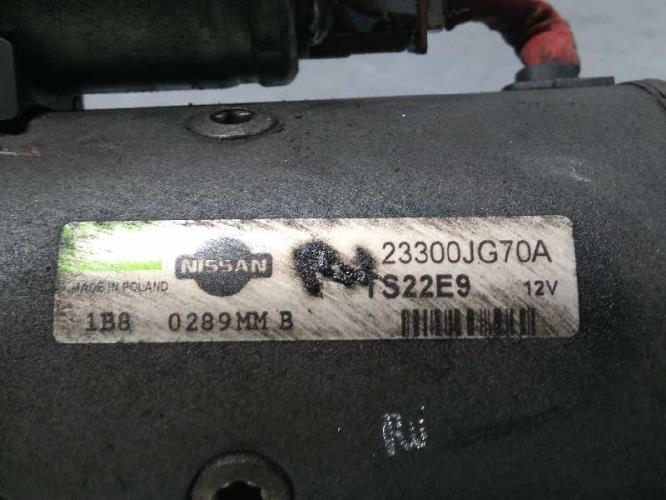 NISSAN
23300JG70A
MADE IN POLAND
TS22E9 12V
1B8 0289MM B